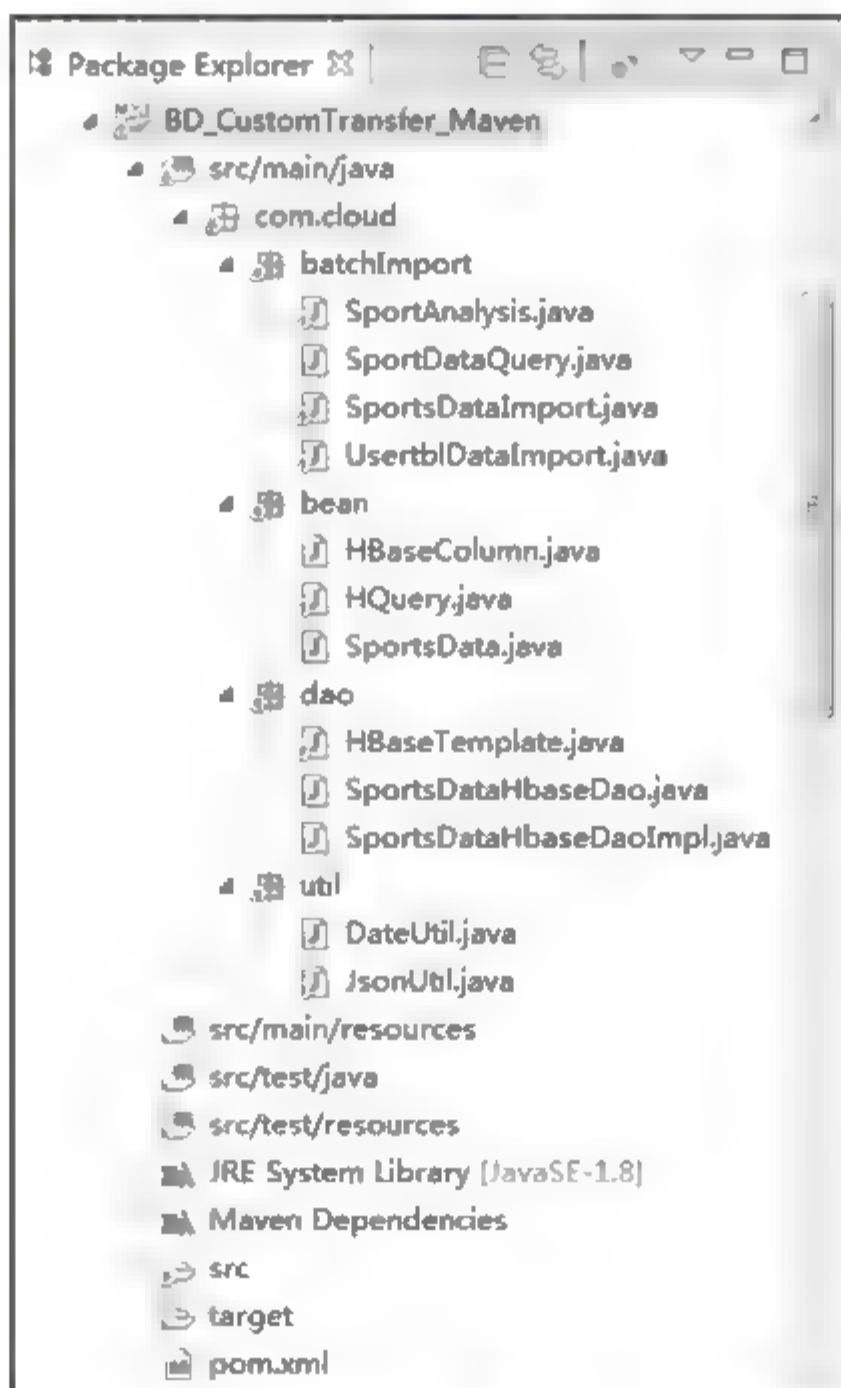 Package Explorer
BD_CustomTransfer_Maven
src/main/java
com.cloud
batchImport
SportAnalysis.java
SportDataQuery.java
SportsDataImport.java
UsertblDataImport.java
bean
HBaseColumn.java
HQuery.java
SportsData.java
dao
HBaseTemplate.java
SportsDataHbaseDao.java
SportsDataHbaseDaoImpl.java
util
DateUtil.java
JsonUtil.java
src/main/resources
src/test/java
src/test/resources
JRE System Library [JavaSE-1.8]
Maven Dependencies
src
target
pom.xml